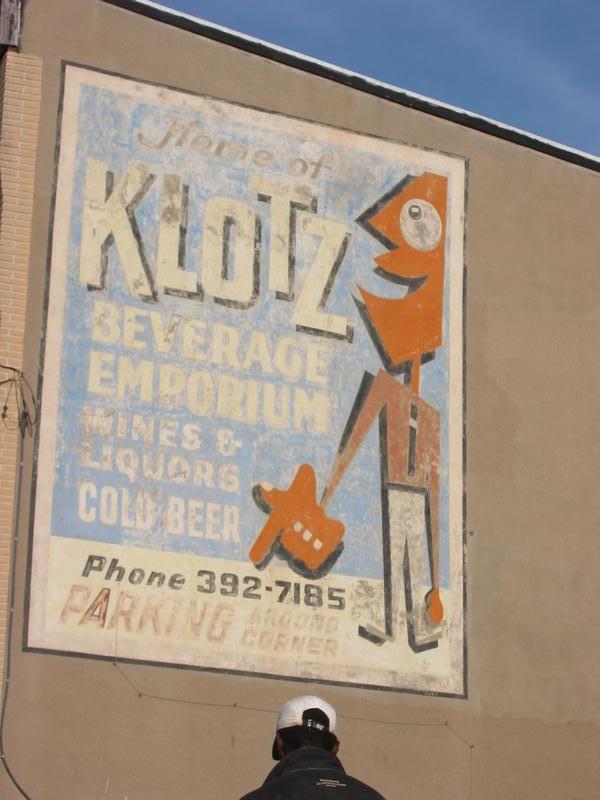 Home of
KLOTZ
BEVERAGE
EMPORIUM
WINES &
LIQUORS
COLD BEER
Phone 392-7185
PARKING AROUND
CORNER